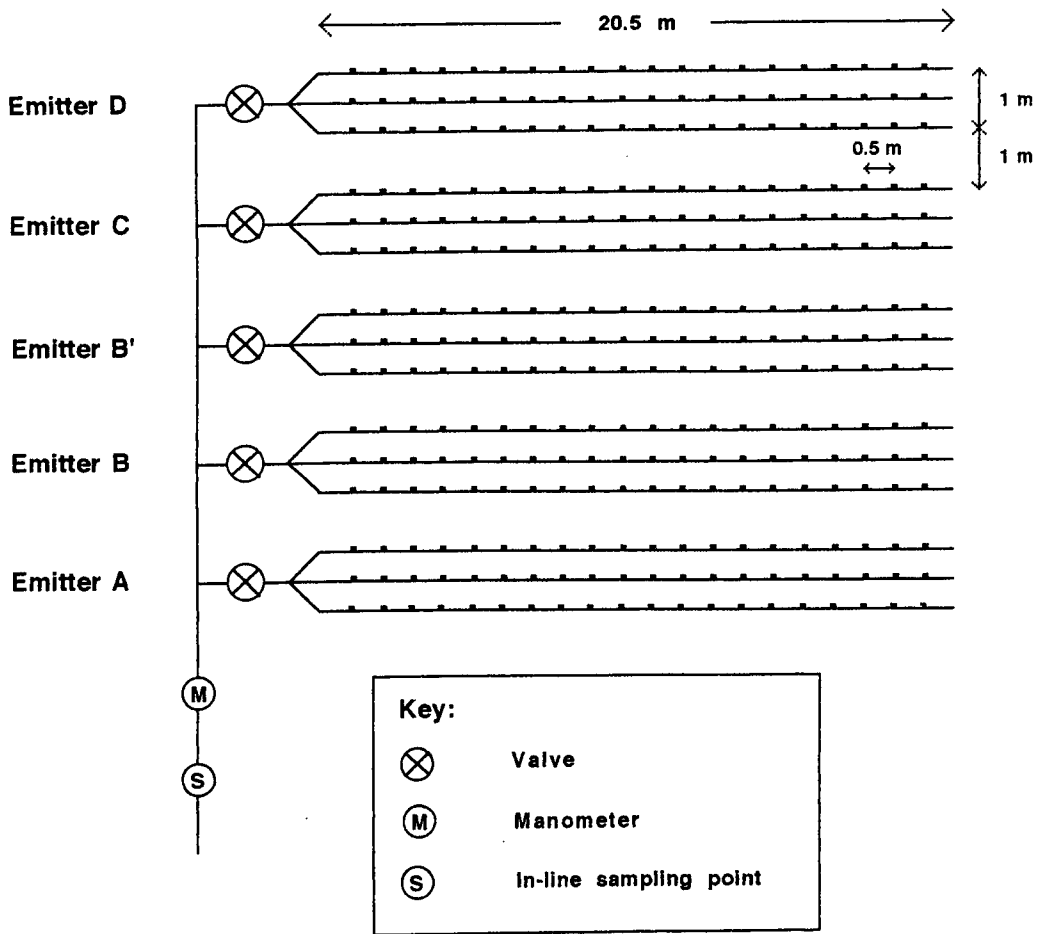 20.5 m
Emitter D
1 m
0.5 m
1 m
Emitter C
Emitter B'
Emitter B
Emitter A
M
S
Key:
Valve
M Manometer
S In-line sampling point